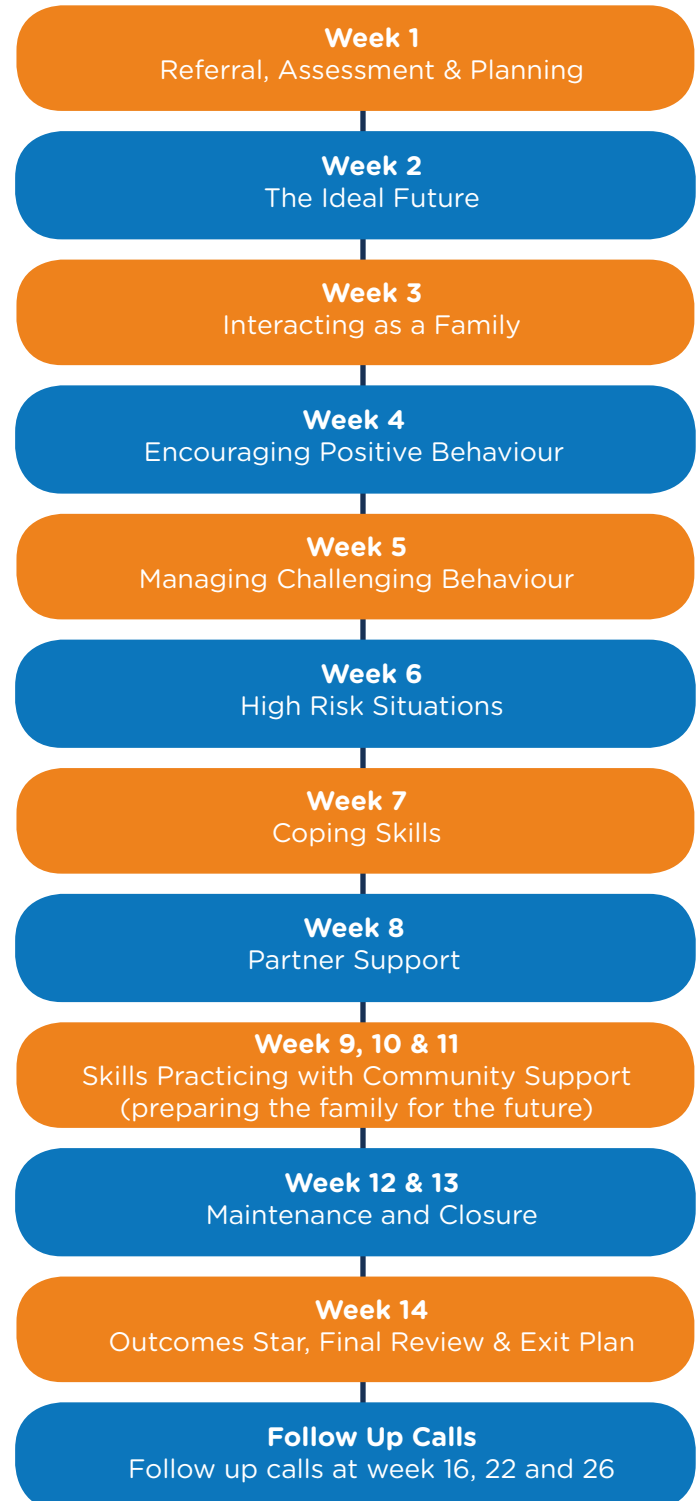 Week 1
Referral, Assessment & Planning
Week 2
The Ideal Future
Week 3
Interacting as a Family
Week 4
Encouraging Positive Behaviour
Week 5
Managing Challenging Behaviour
Week 6
High Risk Situations
Week 7
Coping Skills
Week 8
Partner Support
Week 9, 10 & 11
Skills Practicing with Community Support
(preparing the family for the future)
Week 12 & 13
Maintenance and Closure
Week 14
Outcomes Star, Final Review & Exit Plan
Follow Up Calls
Follow up calls at week 16, 22 and 26